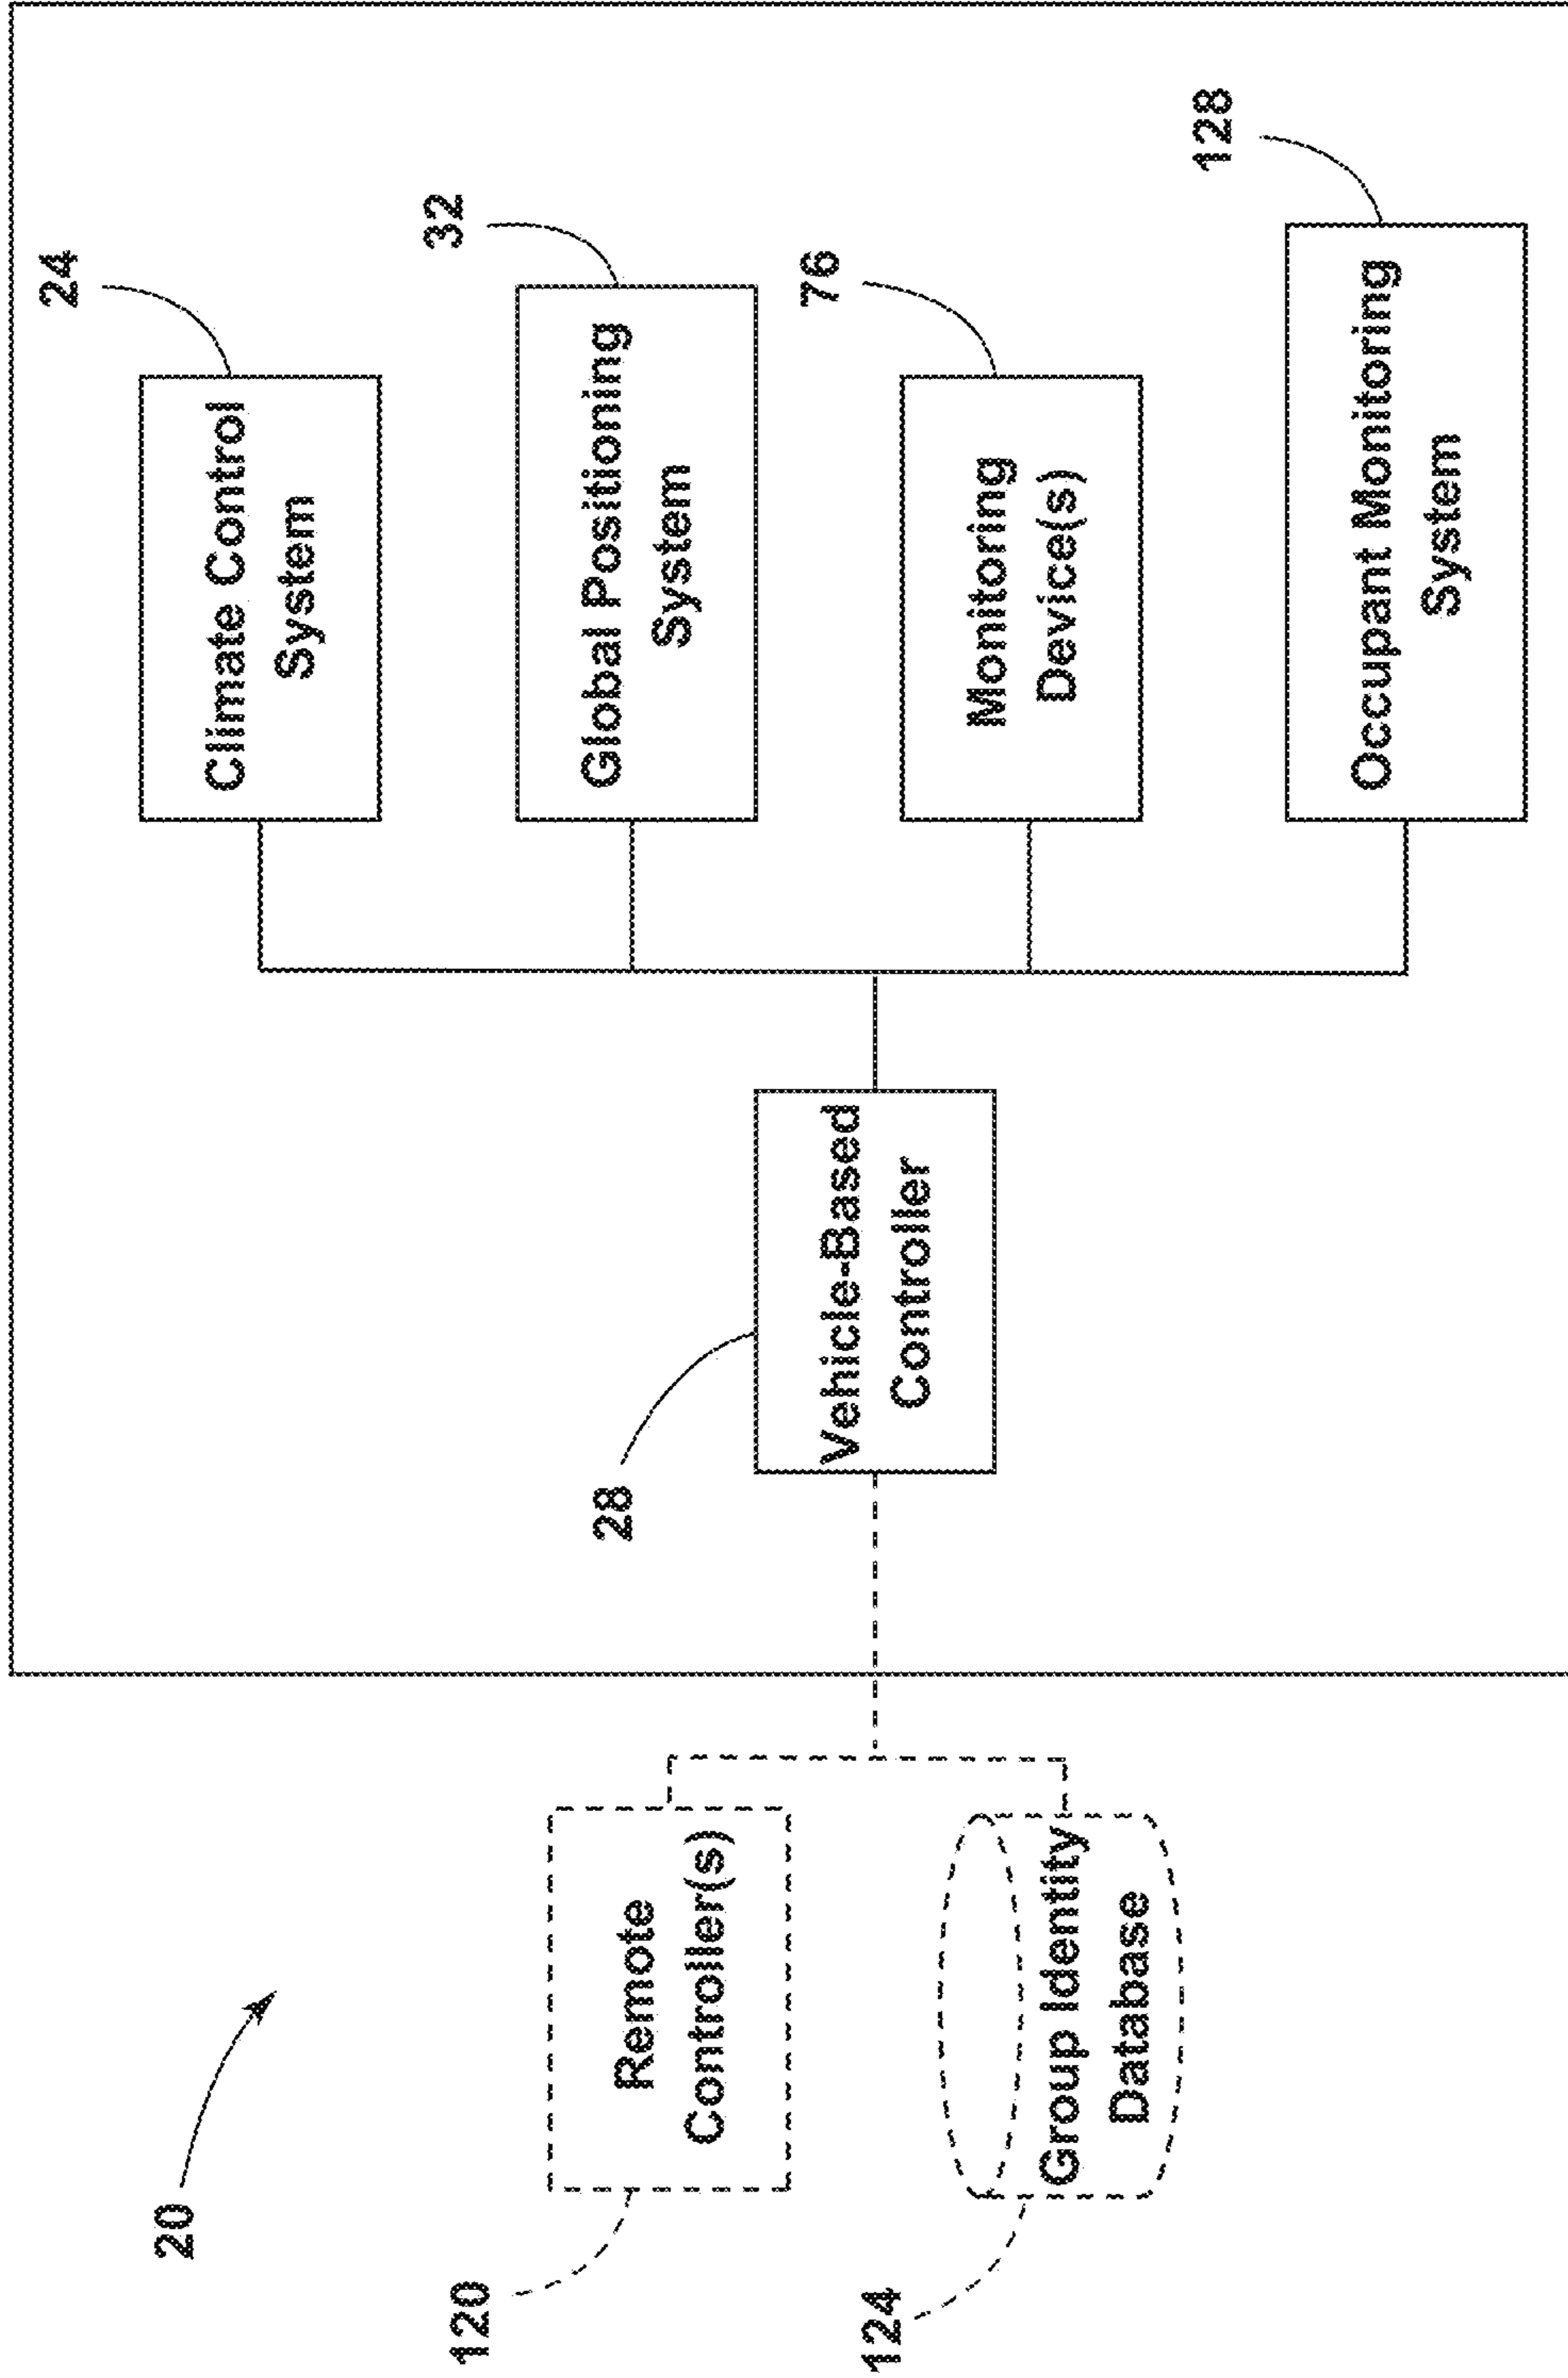 20
120
Remote
Controller(s)
124
Group Identity
Database
28
Vehicle-Based
Controller
24
Climate Control
System
32
Global Positioning
System
76
Monitoring
Device(s)
128
Occupant Monitoring
System